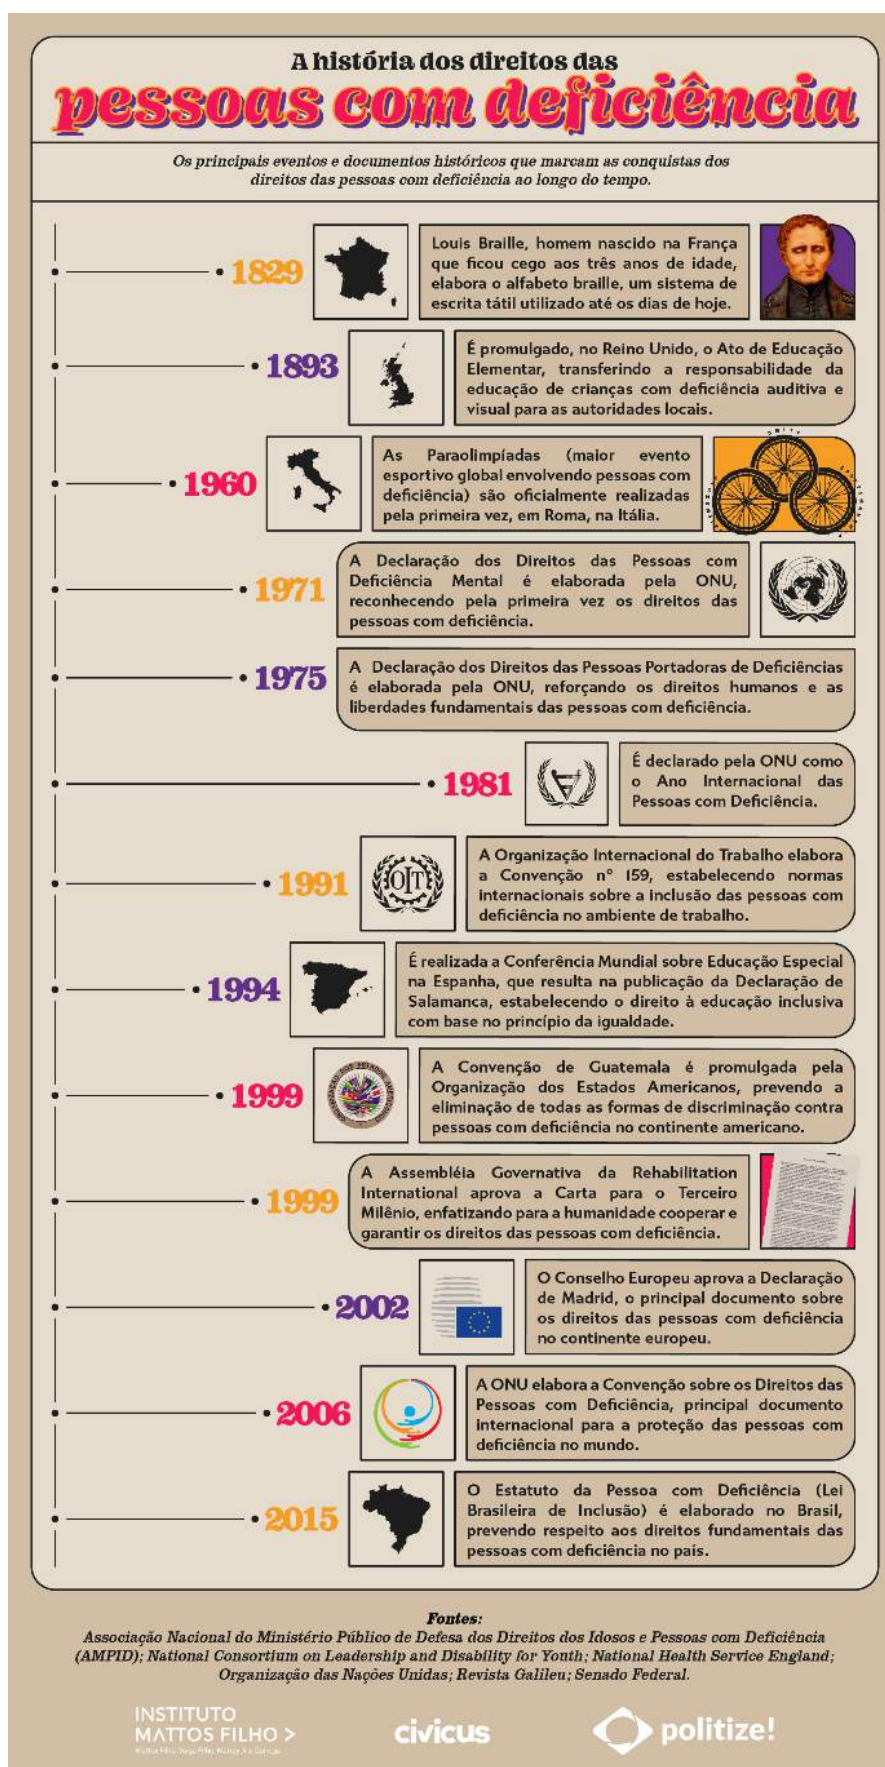 A história dos direitos das
pessoas com deficiência
Os principais eventos e documentos históricos que marcam as conquistas dos
direitos das pessoas com deficiência ao longo do tempo.
1829
Louis Braille, homem nascido na França
que ficou cego aos três anos de idade,
elabora o alfabeto braille, um sistema de
escrita tátil utilizado até os dias de hoje.
1893
É promulgado, no Reino Unido, o Ato de Educação
Elementar, transferindo a responsabilidade da
educação de crianças com deficiência auditiva e
visual para as autoridades locais.
1960
As Paraolimpíadas (maior evento
esportivo global envolvendo pessoas com
deficiência) são oficialmente realizadas
pela primeira vez, em Roma, na Itália.
1971
A Declaração dos Direitos das Pessoas com
Deficiência Mental é elaborada pela ONU,
reconhecendo pela primeira vez os direitos das
pessoas com deficiência.
1975
A Declaração dos Direitos das Pessoas Portadoras de Deficiências
é elaborada pela ONU, reforçando os direitos humanos e as
liberdades fundamentais das pessoas com deficiência.
1981
É declarado pela ONU como
o Ano Internacional das
Pessoas com Deficiência.
1991
OIT
A Organização Internacional do Trabalho elabora
a Convenção nº 159, estabelecendo normas
internacionais sobre a inclusão das pessoas com
deficiência no ambiente de trabalho.
1994
É realizada a Conferência Mundial sobre Educação Especial
na Espanha, que resulta na publicação da Declaração de
Salamanca, estabelecendo o direito à educação inclusiva
com base no princípio da igualdade.
1999
A Convenção de Guatemala é promulgada pela
Organização dos Estados Americanos, prevendo a
eliminação de todas as formas de discriminação contra
pessoas com deficiência no continente americano.
1999
A Assembléia Governativa da Rehabilitation
International aprova a Carta para o Terceiro
Milênio, enfatizando para a humanidade cooperar e
garantir os direitos das pessoas com deficiência.
2002
O Conselho Europeu aprova a Declaração
de Madrid, o principal documento sobre
os direitos das pessoas com deficiência
no continente europeu.
2006
A ONU elabora a Convenção sobre os Direitos das
Pessoas com Deficiência, principal documento
internacional para a proteção das pessoas com
deficiência no mundo.
2015
O Estatuto da Pessoa com Deficiência (Lei
Brasileira de Inclusão) é elaborado no Brasil,
prevendo respeito aos direitos fundamentais das
pessoas com deficiência no país.
Fontes:
Associação Nacional do Ministério Público de Defesa dos Direitos dos Idosos e Pessoas com Deficiência
(AMPID); National Consortium on Leadership and Disability for Youth; National Health Service England;
Organização das Nações Unidas; Revista Galileu; Senado Federal.
INSTITUTO
MATTOS FILHO >
civicus
politize!